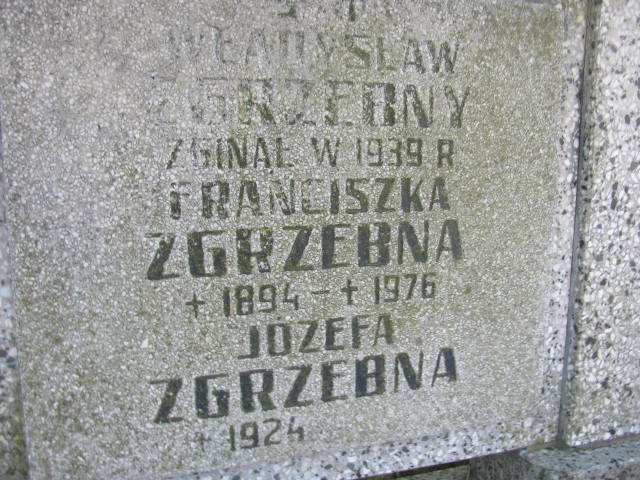 WŁADYSŁAW
ZGRZEBNY
ZGINĄŁ W 1939 R
FRANCISZKA
ZGRZEBNA
+ 1894 – + 1976
JÓZEFA
ZGRZEBNA
+ 1924